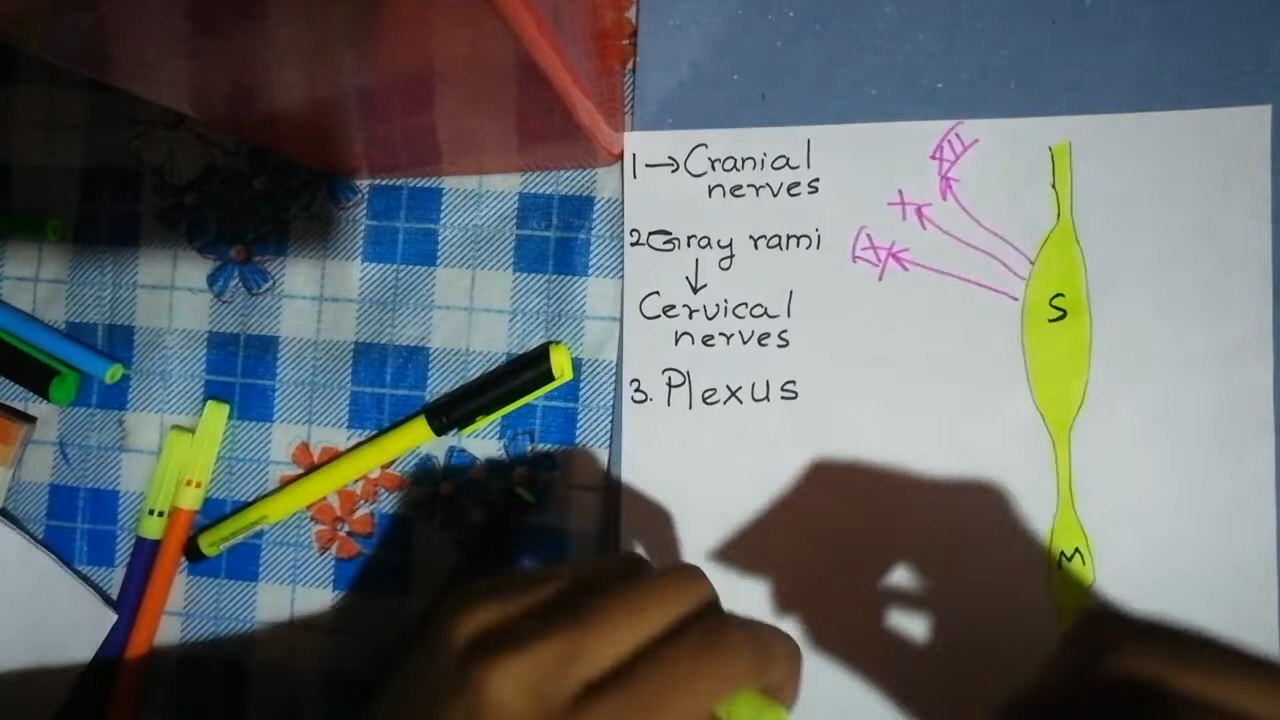 1→Cranial
nerves
2 Gray rami
↓
Cervical
nerves
3. Plexus
XII
X
IX
S
M